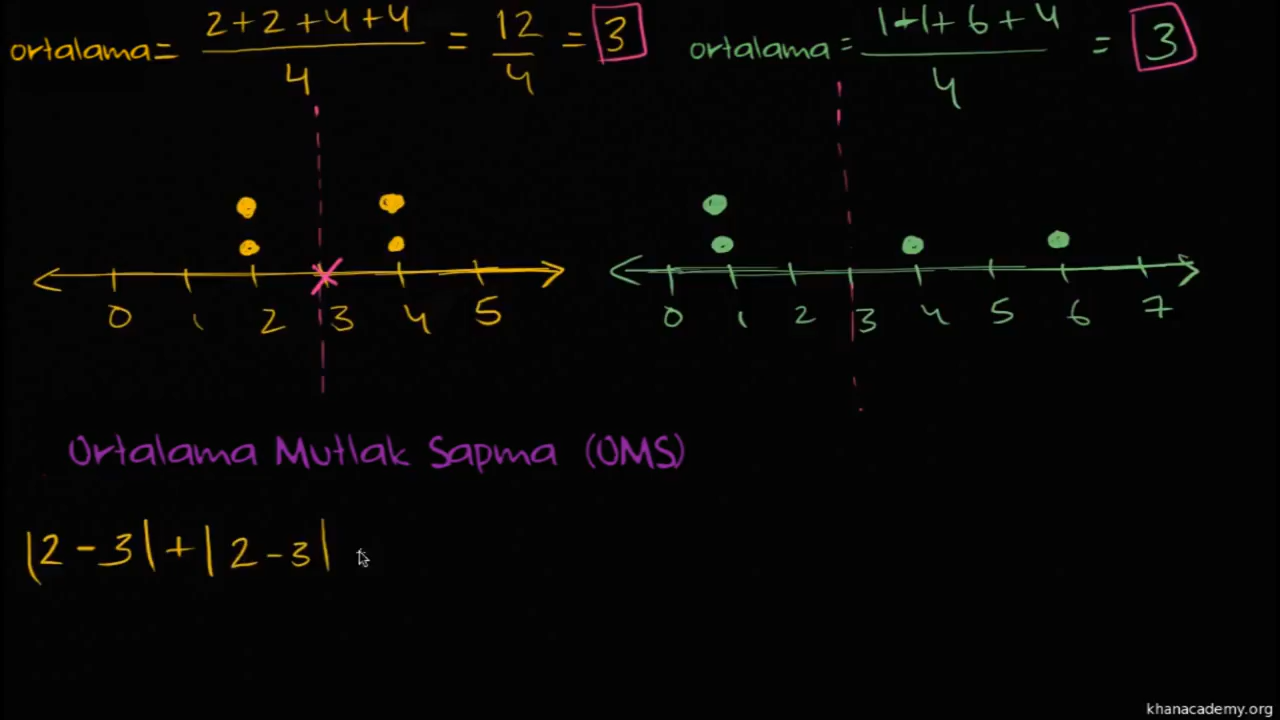 ortalama = 2+2+4+4 / 4 = 12 / 4 = 3
ortalama = 1+1+6+4 / 4 = 3
0 1 2 3 4 5
0 1 2 3 4 5 6 7
Ortalama Mutlak Sapma (OMS)
|2-3|+|2-3|
khanacademy.org